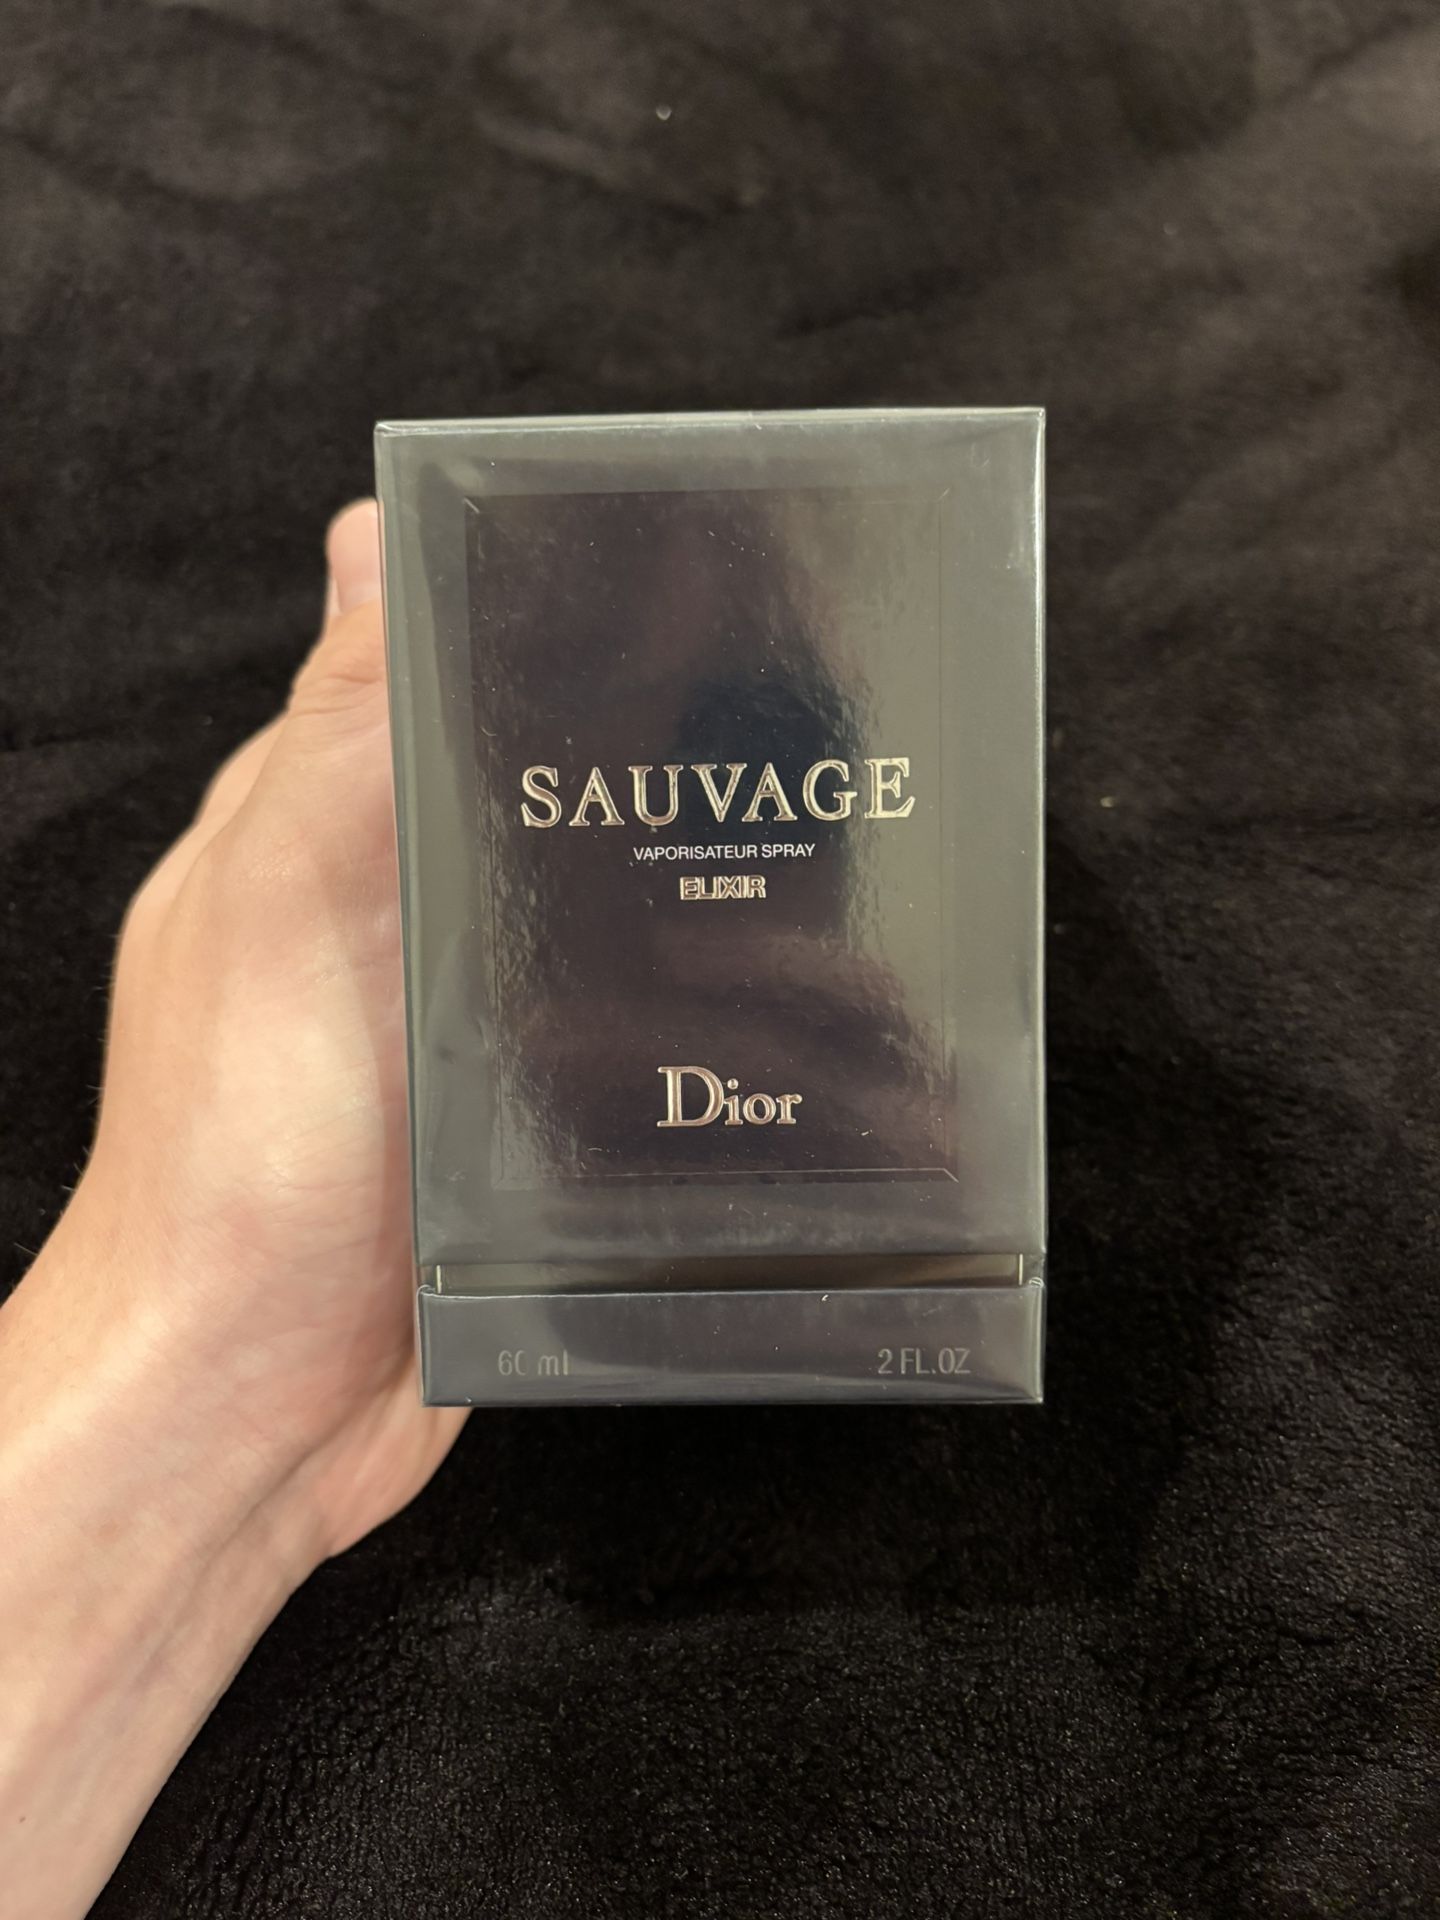 SAUVAGE
VAPORISATEUR SPRAY
ELIXIR
Dior
60 ml 2 FL.OZ